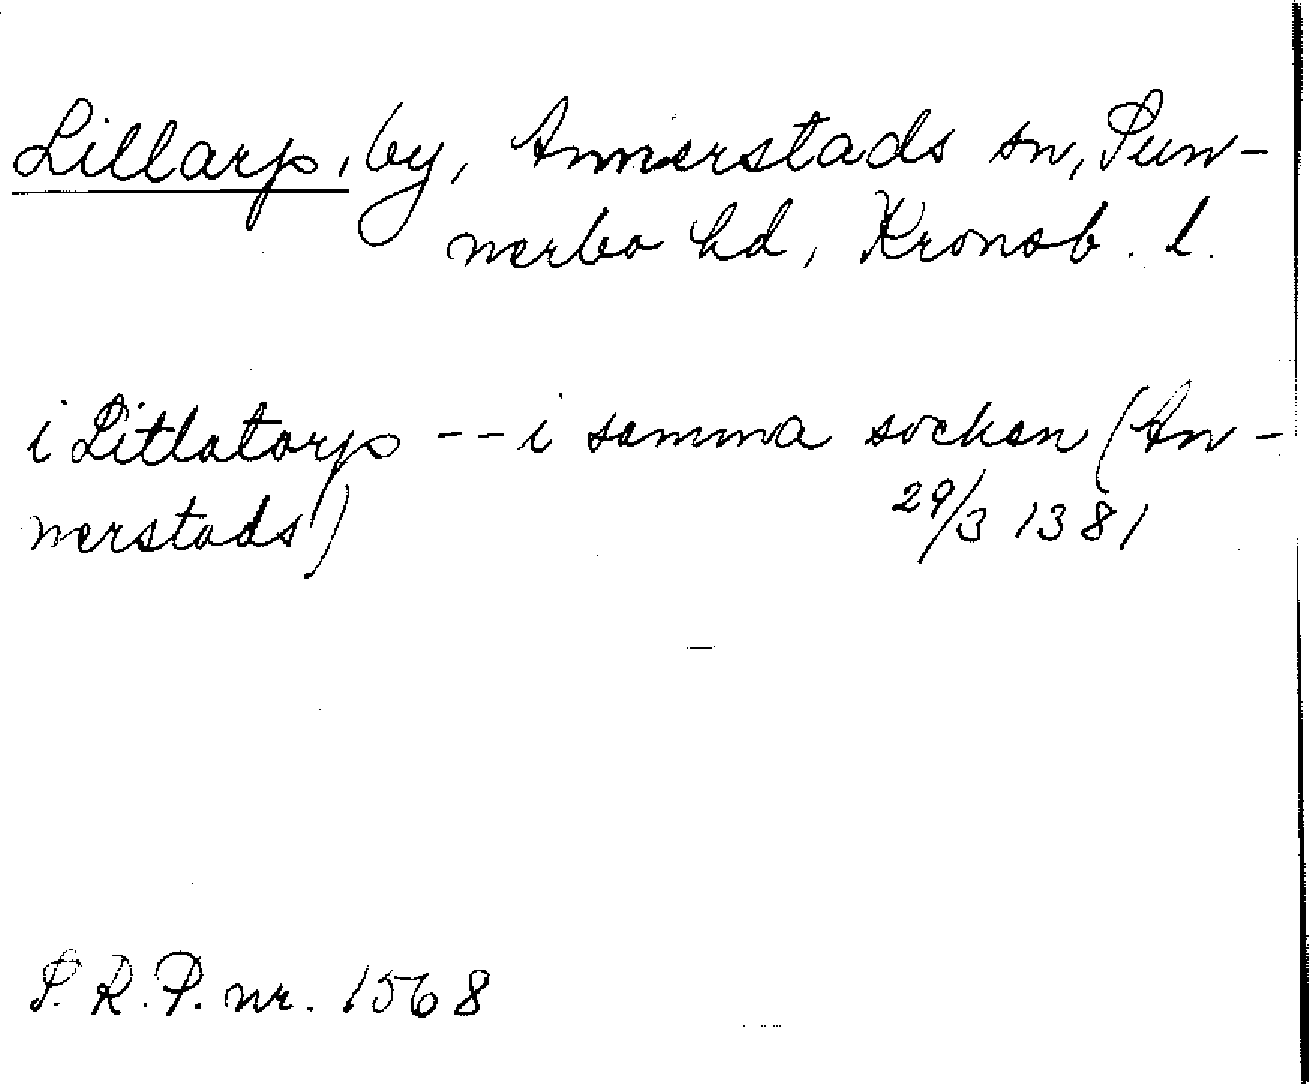 Lillarp, by, Annerstads sn, Sun-
nerbo hd, Kronob. l.
i Litlatorp -- i samma socken (An-
nerstads)
29/3 1381
S.R.P. nr. 1568